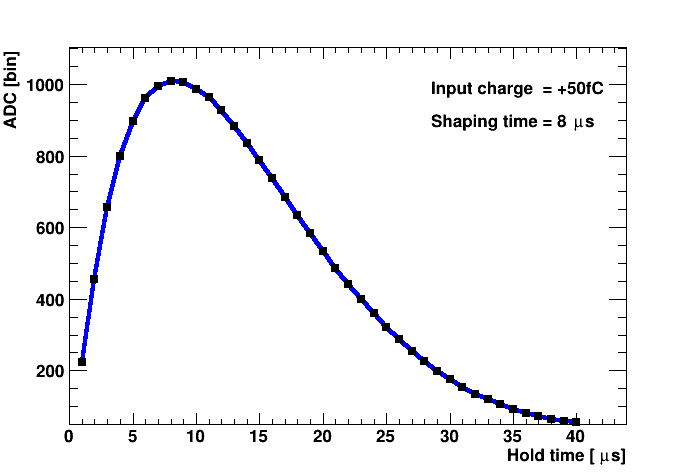 ADC [bin]
1000
800
600
400
200
Input charge = +50fC
Shaping time = 8 μs
0 5 10 15 20 25 30 35 40
Hold time [ μs]